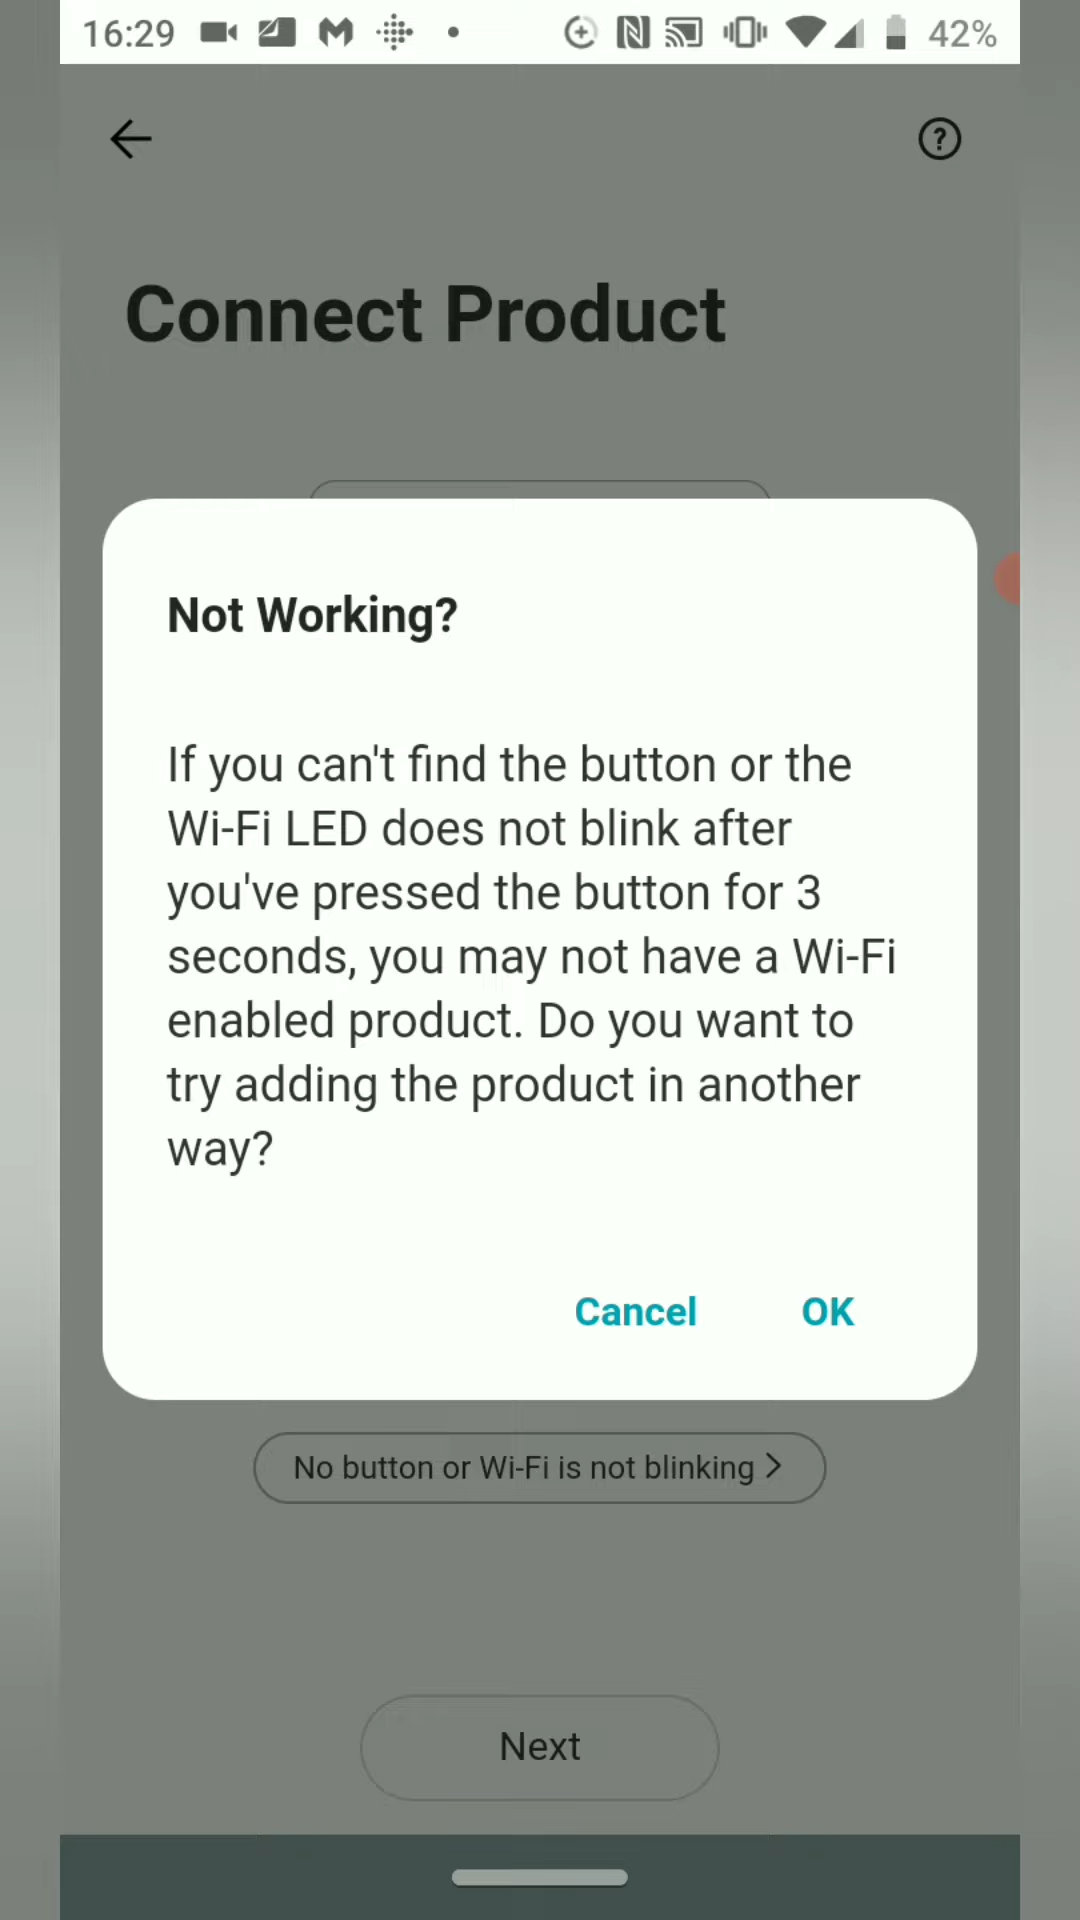 16:29
42%
?
Connect Product
Not Working?
If you can't find the button or the
Wi-Fi LED does not blink after
you've pressed the button for 3
seconds, you may not have a Wi-Fi
enabled product. Do you want to
try adding the product in another
way?
Cancel
OK
No button or Wi-Fi is not blinking >
Next